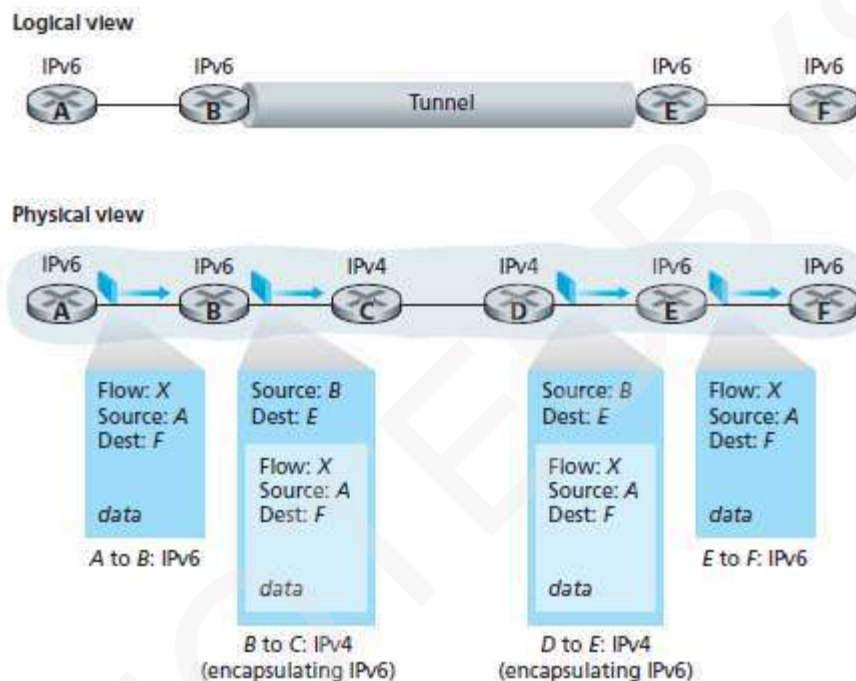 Logical view
IPv6 IPv6 IPv6 IPv6
A B Tunnel E F
Physical view
IPv6 IPv6 IPv4 IPv4 IPv6 IPv6
A B C D E F
Flow: X
Source: A
Dest: F
data
A to B: IPv6
Source: B
Dest: E
Flow: X
Source: A
Dest: F
data
B to C: IPv4
(encapsulating IPv6)
Source: B
Dest: E
Flow: X
Source: A
Dest: F
data
D to E: IPv4
(encapsulating IPv6)
Flow: X
Source: A
Dest: F
data
E to F: IPv6